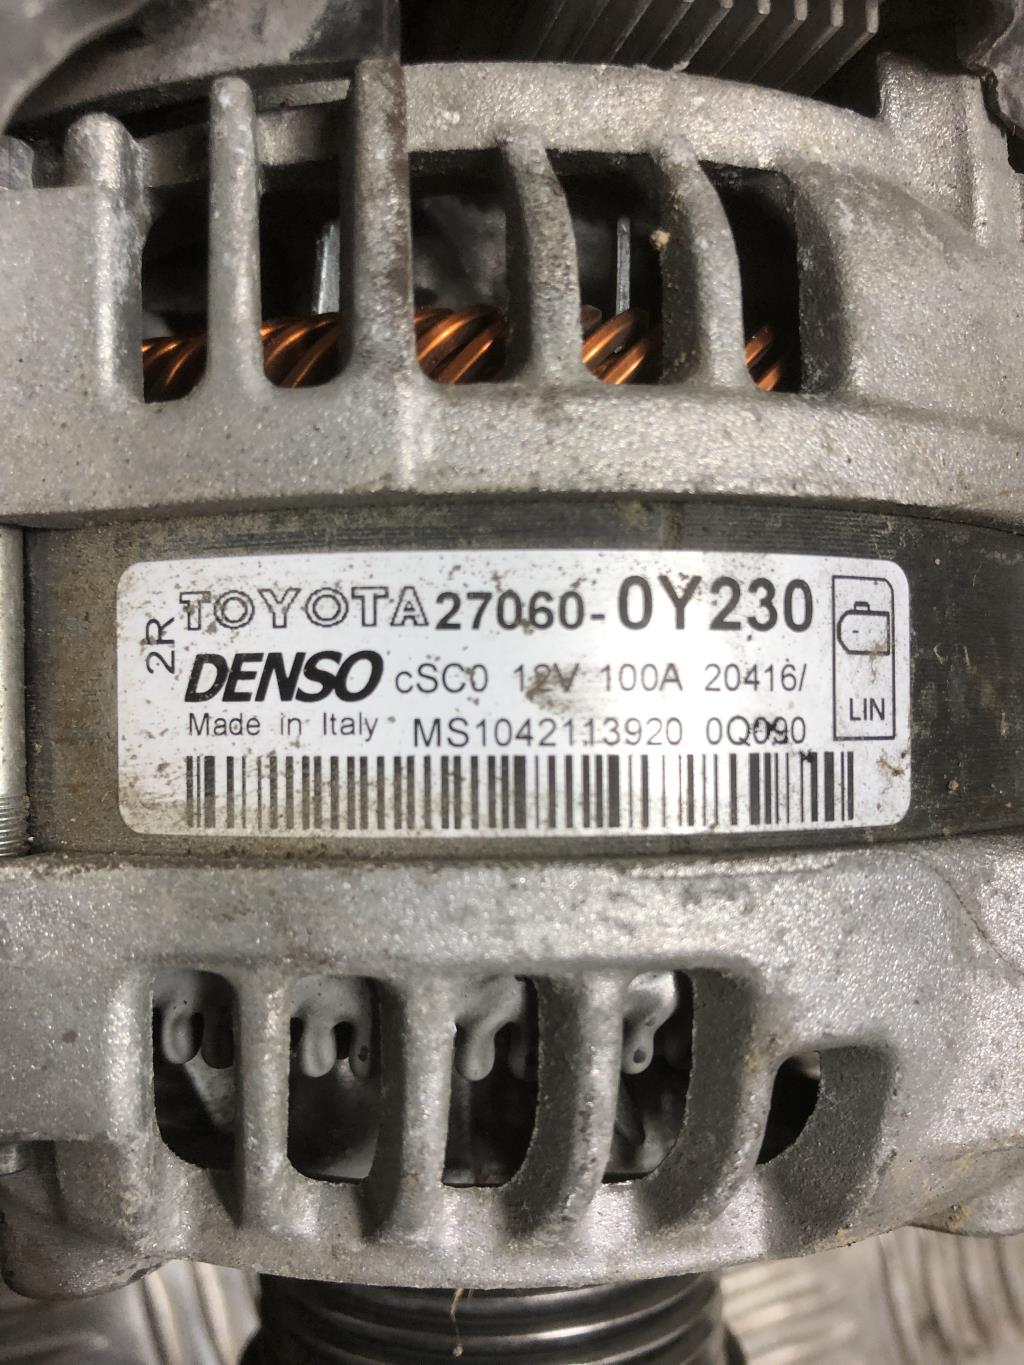 2R
TOYOTA 27060-0Y230
DENSO cSC0 12V 100A 20416/
Made in Italy MS1042113920 0Q090
LIN